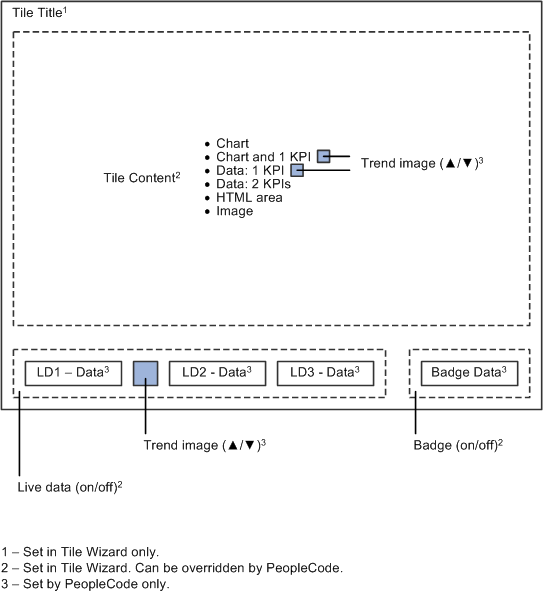 Tile Title¹
• Chart
• Chart and 1 KPI
Trend image (▲/▼)³
• Data: 1 KPI
Tile Content²
• Data: 2 KPIs
• HTML area
• Image
LD1 – Data³
LD2 - Data³
LD3 - Data³
Badge Data³
Trend image (▲/▼)³
Badge (on/off)²
Live data (on/off)²
1 – Set in Tile Wizard only.
2 – Set in Tile Wizard. Can be overridden by PeopleCode.
3 – Set by PeopleCode only.